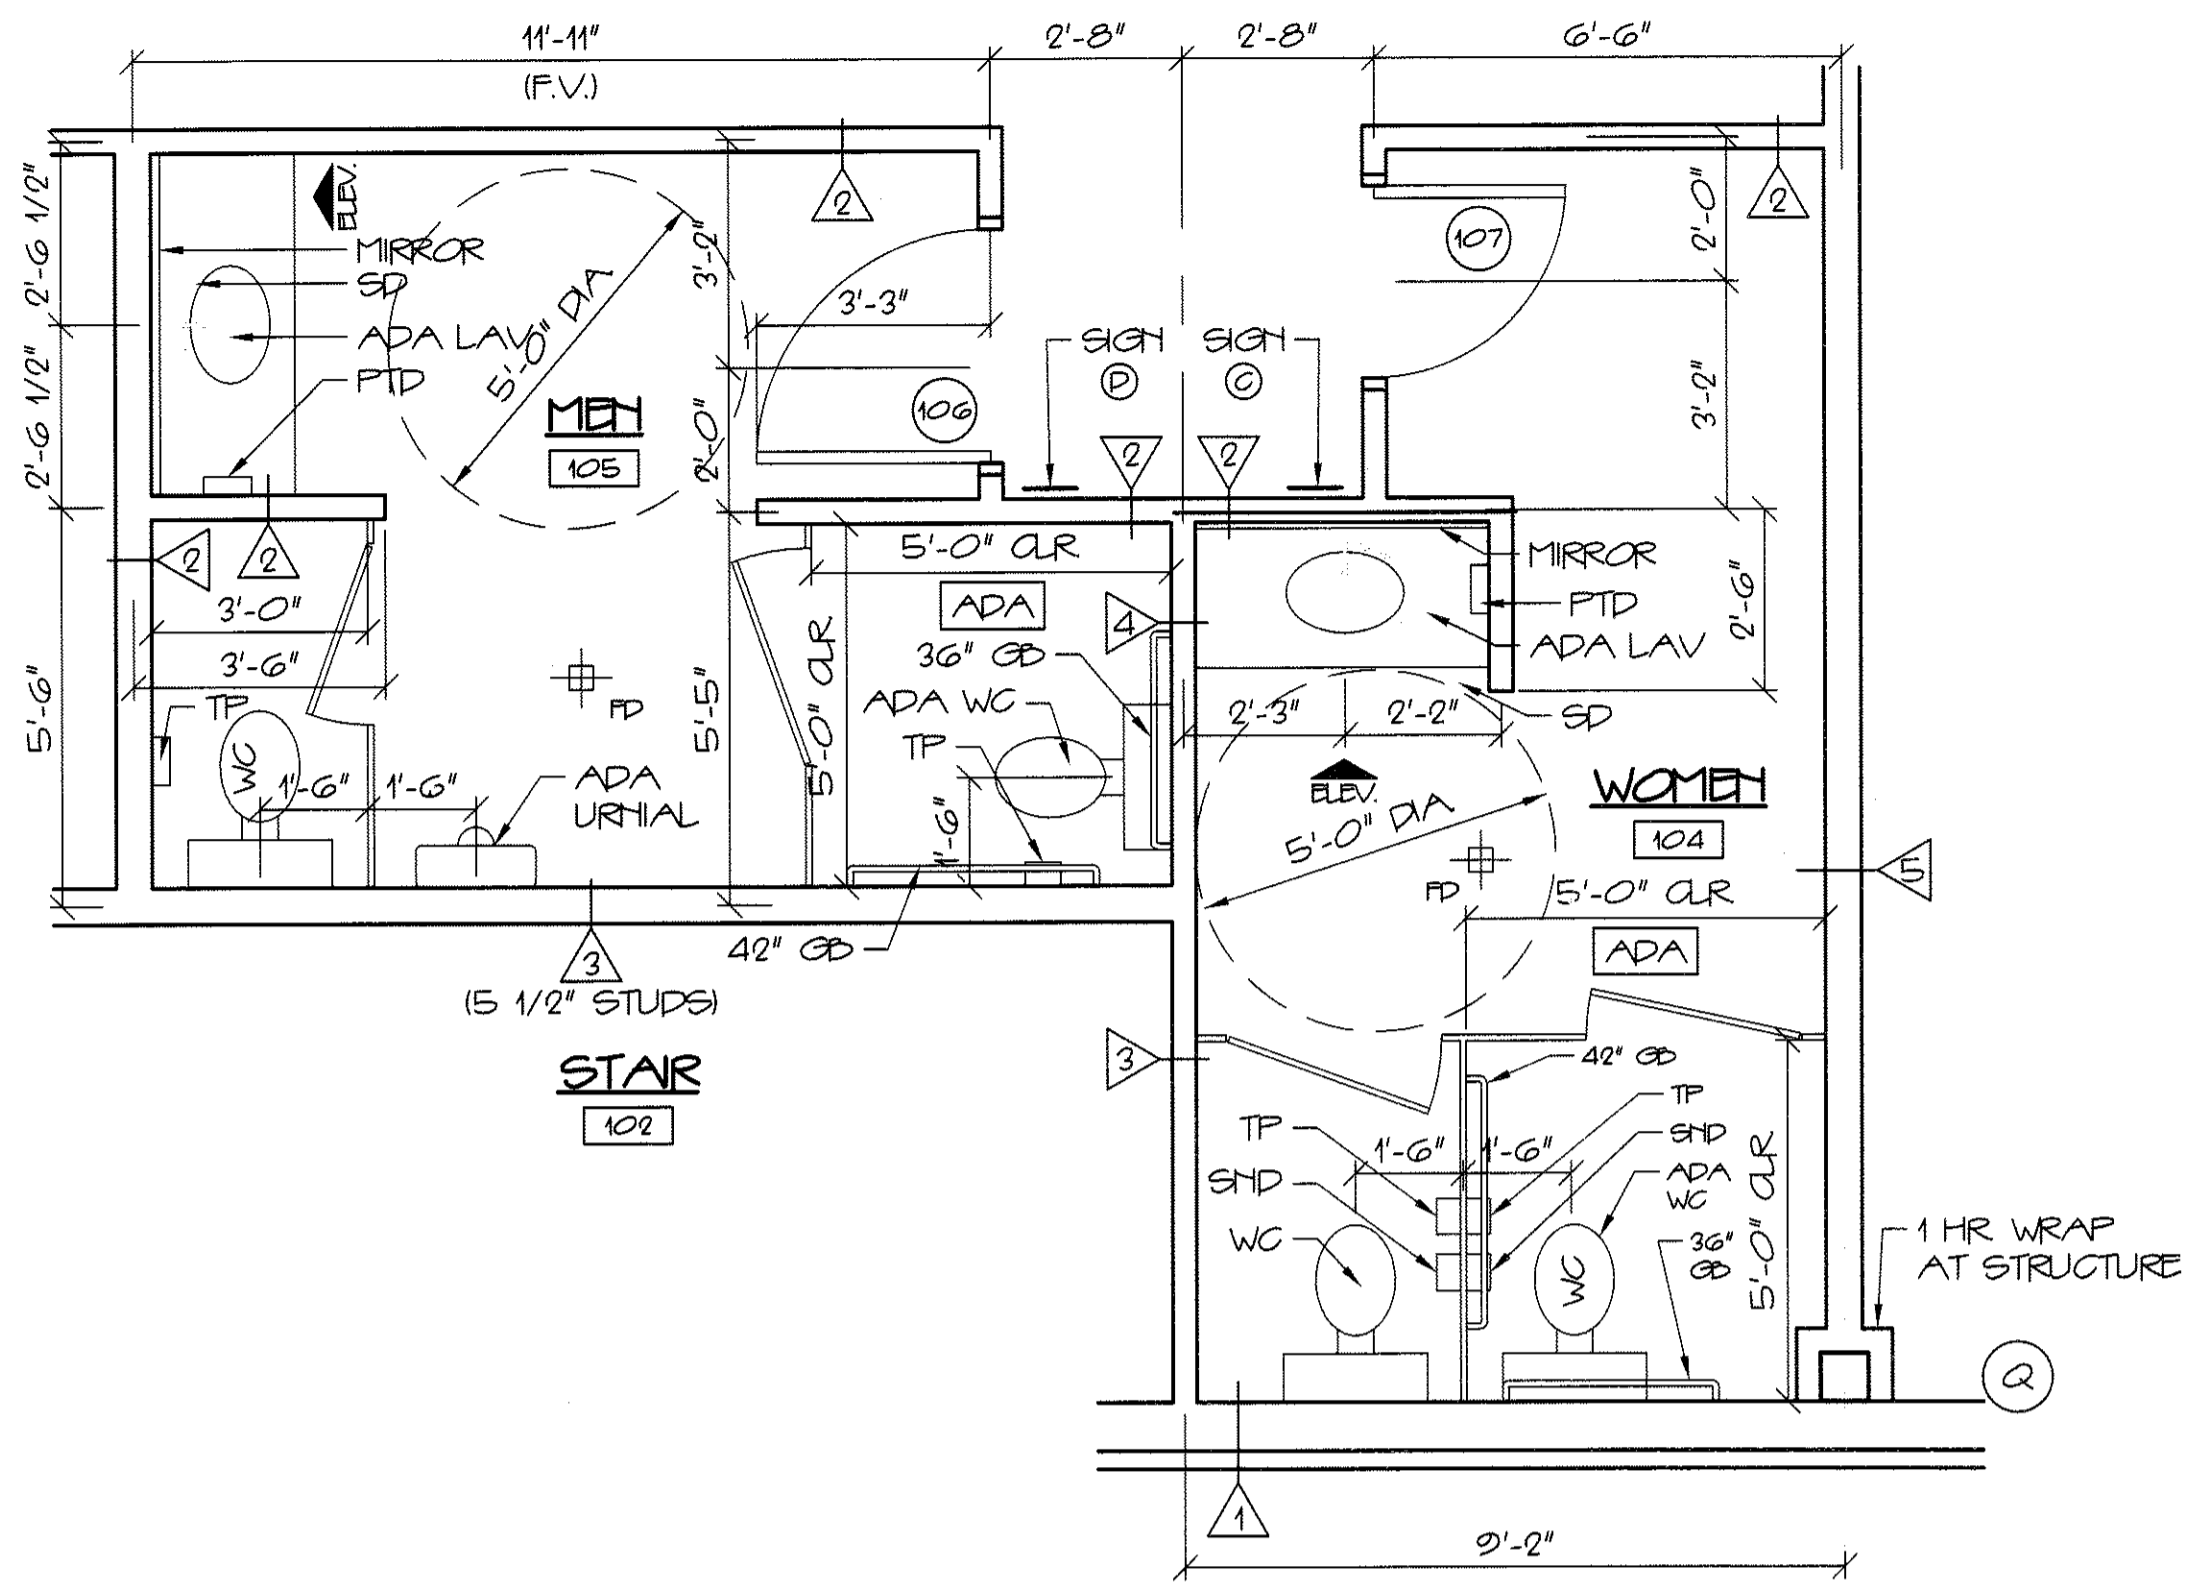 11'-11"
(F.V.)
2'-8"
2'-8"
6'-6"
2'-6 1/2"
2'-6 1/2"
5'-6"
ELEV.
MIRROR
SD
ADA LAV
PTD
5'-0" DIA
MEN
105
3'-2"
2'-0"
5'-5"
2
3'-3"
106
SIGN
D
SIGN
C
2
2
107
2
2'-0"
3'-2"
2'-6"
2
2
3'-0"
3'-6"
TP
WC
1'-6"
1'-6"
FD
ADA
URNIAL
5'-0" CLR
5'-0" CLR
ADA
36" GB
ADA WC
TP
1'-6"
42" GB
4
MIRROR
PTD
ADA LAV
SD
2'-3"
2'-2"
ELEV.
5'-0" DIA
WOMEN
104
FD
5'-0" CLR
ADA
5
3
(5 1/2" STUDS)
STAIR
102
3
42" GB
TP
SND
ADA
WC
36"
GB
TP
SND
WC
1'-6"
1'-6"
WC
5'-0" CLR
1 HR WRAP
AT STRUCTURE
Q
1
9'-2"